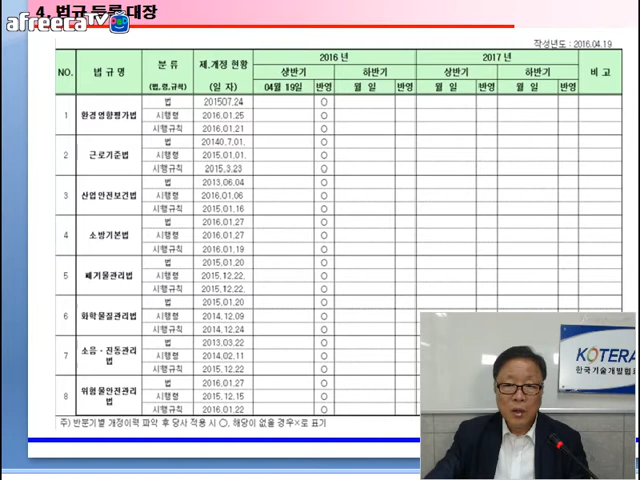 4. 법규 등록 대장
afreecaTV
작성년도 : 2016.04.19
NO. 법 규 명 분 류 (법,령,규칙) 제.개정 현황 (일 자) 2016 년 2017 년 비 고
상반기 하반기 상반기 하반기
04월 19일 반영 월 일 반영 월 일 반영 월 일 반영
1 환경영향평가법 법 201507.24 ○
시행령 2016.01.25 ○
시행규칙 2016.01.21 ○
2 근로기준법 법 20140.7.01. ○
시행령 2015.01.01. ○
시행규칙 2015.3.23 ○
3 산업안전보건법 법 2013.06.04 ○
시행령 2016.01.06 ○
시행규칙 2015.01.16 ○
4 소방기본법 법 2016.01.27 ○
시행령 2016.01.27 ○
시행규칙 2016.01.19 ○
5 폐기물관리법 법 2015.01.20 ○
시행령 2015.12.22. ○
시행규칙 2015.12.22. ○
6 화학물질관리법 법 2015.01.20 ○
시행령 2014.12.09 ○
시행규칙 2014.12.24 ○
7 소음ㆍ진동관리법 법 2013.03.22 ○
시행령 2014.02.11 ○
시행규칙 2015.12.22 ○
8 위험물안전관리법 법 2016.01.27 ○
시행령 2015.12.15 ○
시행규칙 2016.01.22 ○
주) 반분기별 개정이력 파악 후 당사 적용 시 ○, 해당이 없을 경우×로 표기
KOTERA
한국기술개발협